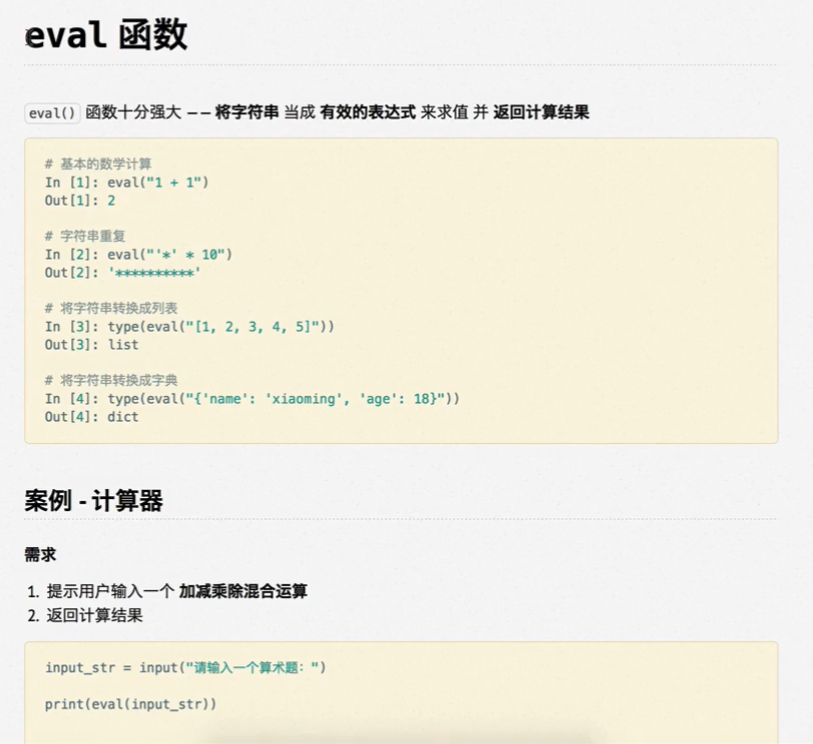 eval 函数
eval() 函数十分强大 —— 将字符串 当成 有效的表达式 来求值 并 返回计算结果
# 基本的数学计算
In [1]: eval("1 + 1")
Out[1]: 2
# 字符串重复
In [2]: eval("'*' * 10")
Out[2]: '**********'
# 将字符串转换成列表
In [3]: type(eval("[1, 2, 3, 4, 5]"))
Out[3]: list
# 将字符串转换成字典
In [4]: type(eval("{'name': 'xiaoming', 'age': 18}"))
Out[4]: dict
案例 - 计算器
需求
1. 提示用户输入一个 加减乘除混合运算
2. 返回计算结果
input_str = input("请输入一个算术题：")
print(eval(input_str))